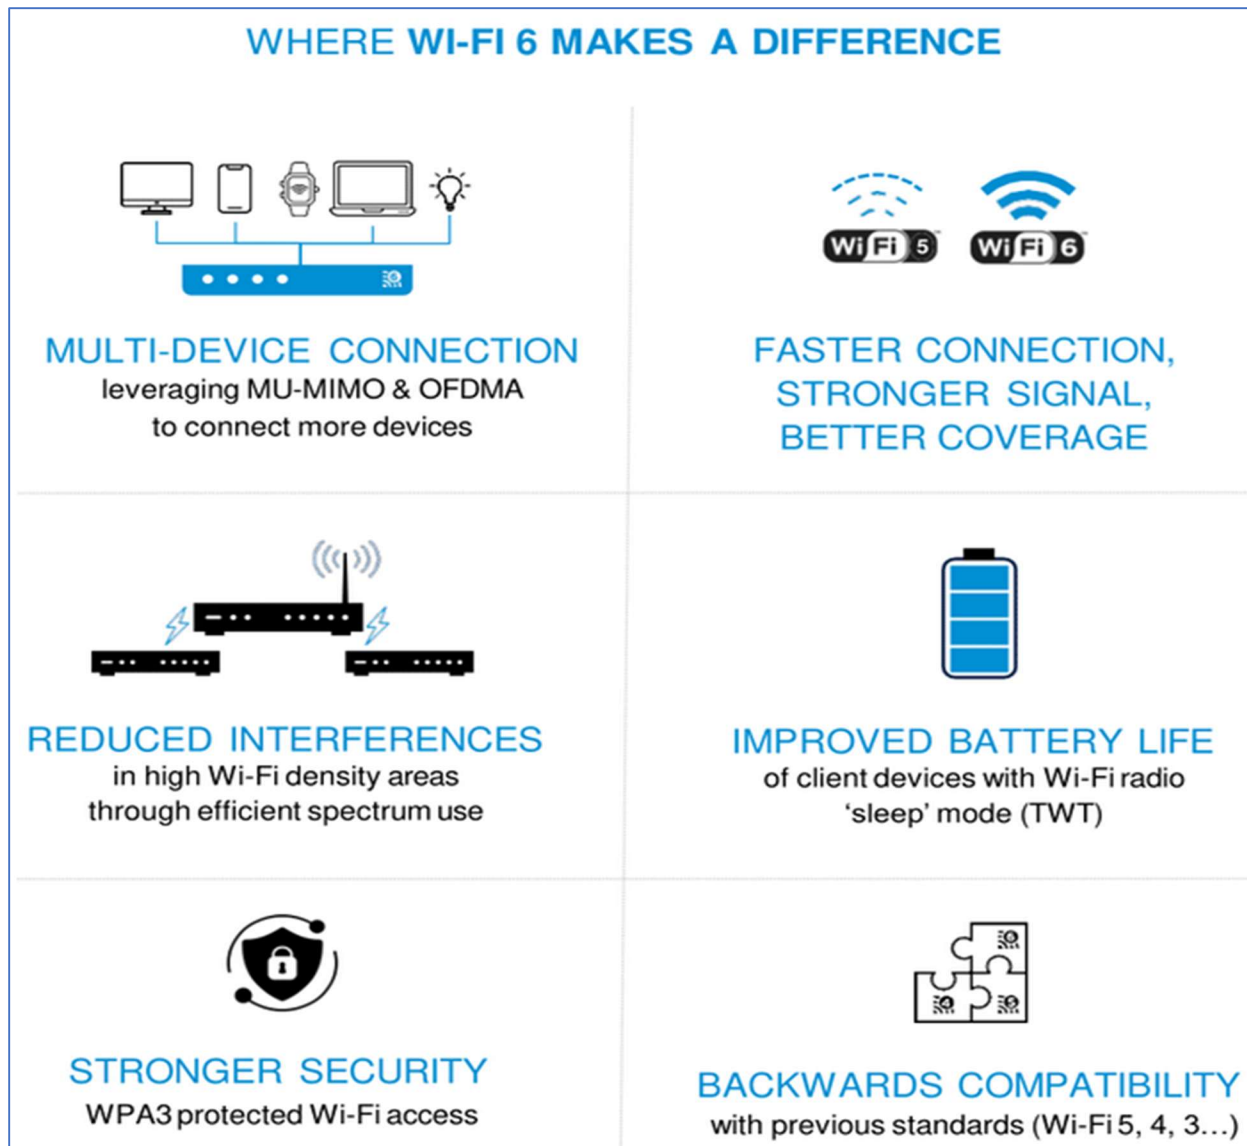 WHERE WI-FI 6 MAKES A DIFFERENCE
MULTI-DEVICE CONNECTION
leveraging MU-MIMO & OFDMA
to connect more devices
Wi Fi 5
Wi Fi 6
FASTER CONNECTION,
STRONGER SIGNAL,
BETTER COVERAGE
REDUCED INTERFERENCES
in high Wi-Fi density areas
through efficient spectrum use
IMPROVED BATTERY LIFE
of client devices with Wi-Fi radio
‘sleep’ mode (TWT)
STRONGER SECURITY
WPA3 protected Wi-Fi access
6
4
5
BACKWARDS COMPATIBILITY
with previous standards (Wi-Fi 5, 4, 3...)